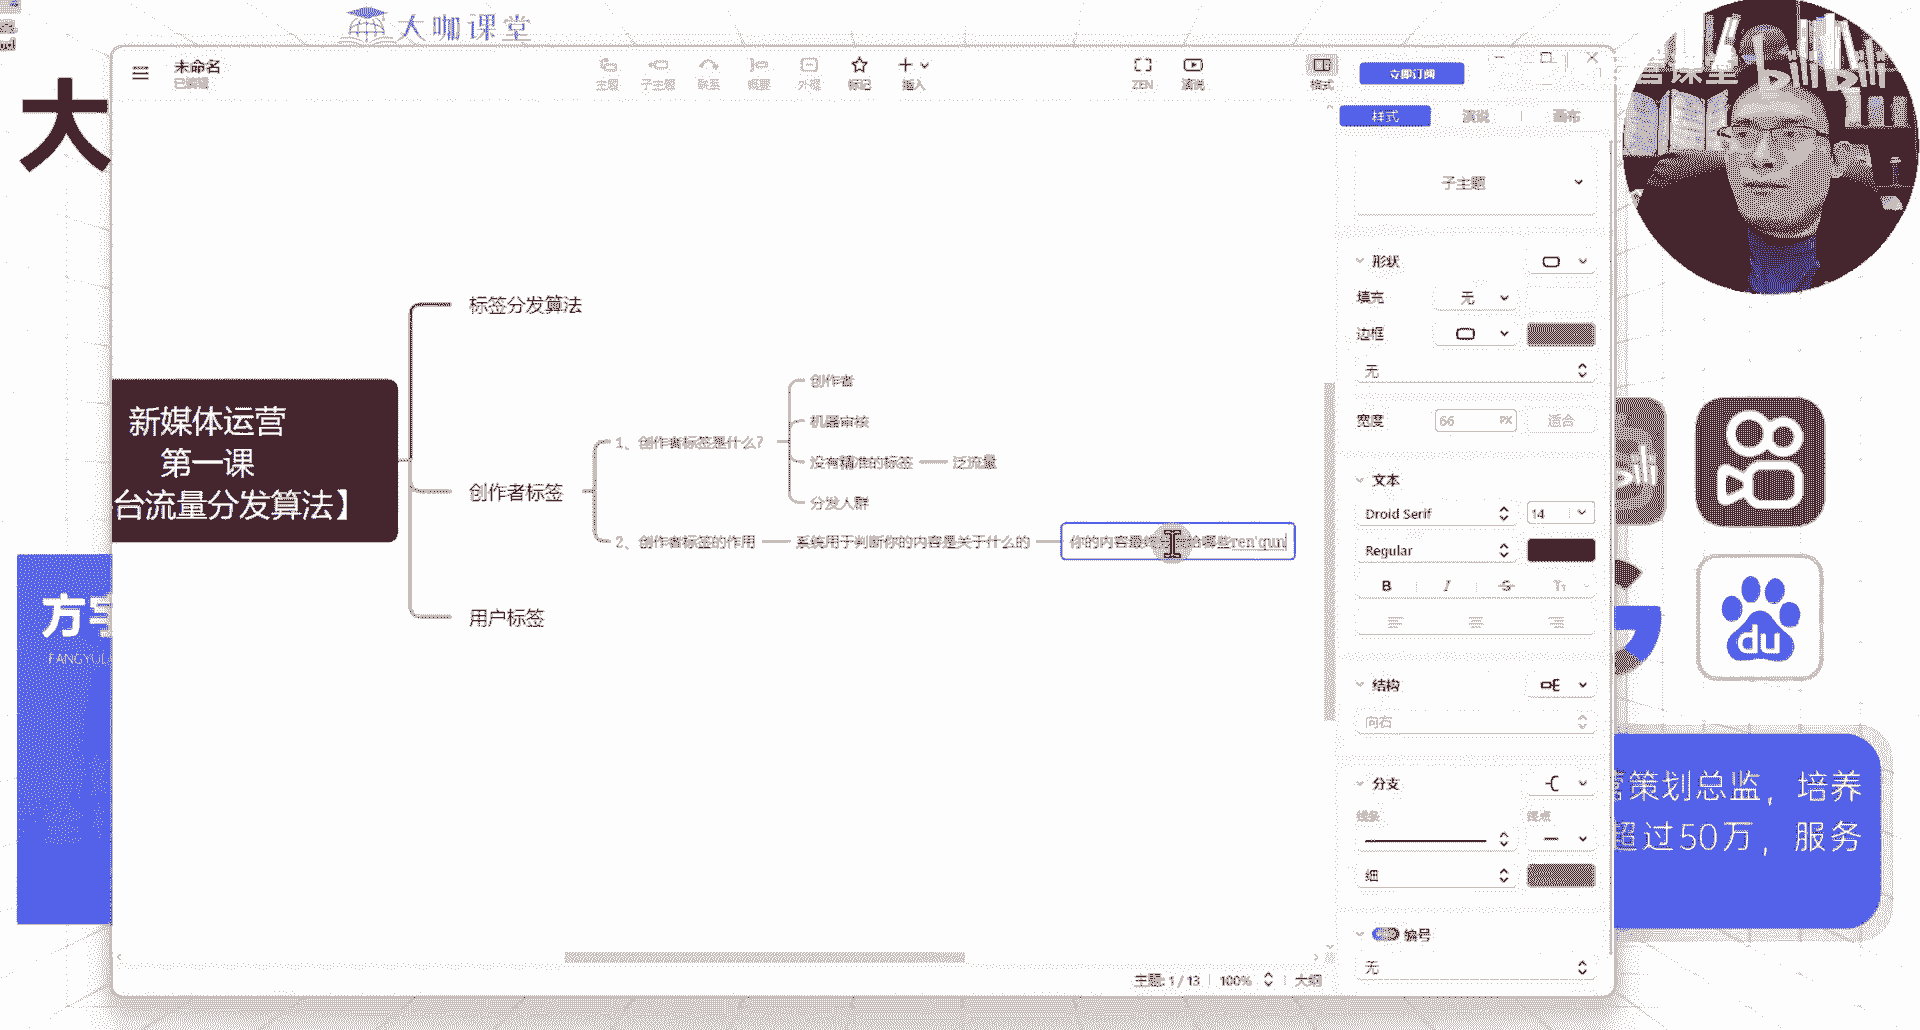 大咖课堂
大
未命名
已编辑
主题
子主题
联系
概要
外框
标记
插入
ZEN
演说
格式
立即订阅
课堂 bilibili
样式
演说
画布
子主题
形状
填充
无
边框
无
宽度
66
PX
适合
文本
Droid Serif
14
Regular
B
I
S
结构
向右
分支
线条
终点
细
编号
无
新媒体运营
第一课
台流量分发算法】
标签分发算法
创作者标签
用户标签
1、创作者标签是什么?
创作者
机器审核
没有精准的标签
泛流量
分发人群
2、创作者标签的作用
系统用于判断你的内容是关于什么的
你的内容最终 给哪些ren'qun
方宇
FANGYU
du
策划总监，培养
超过50万，服务
主题: 1 / 13
100%
大纲